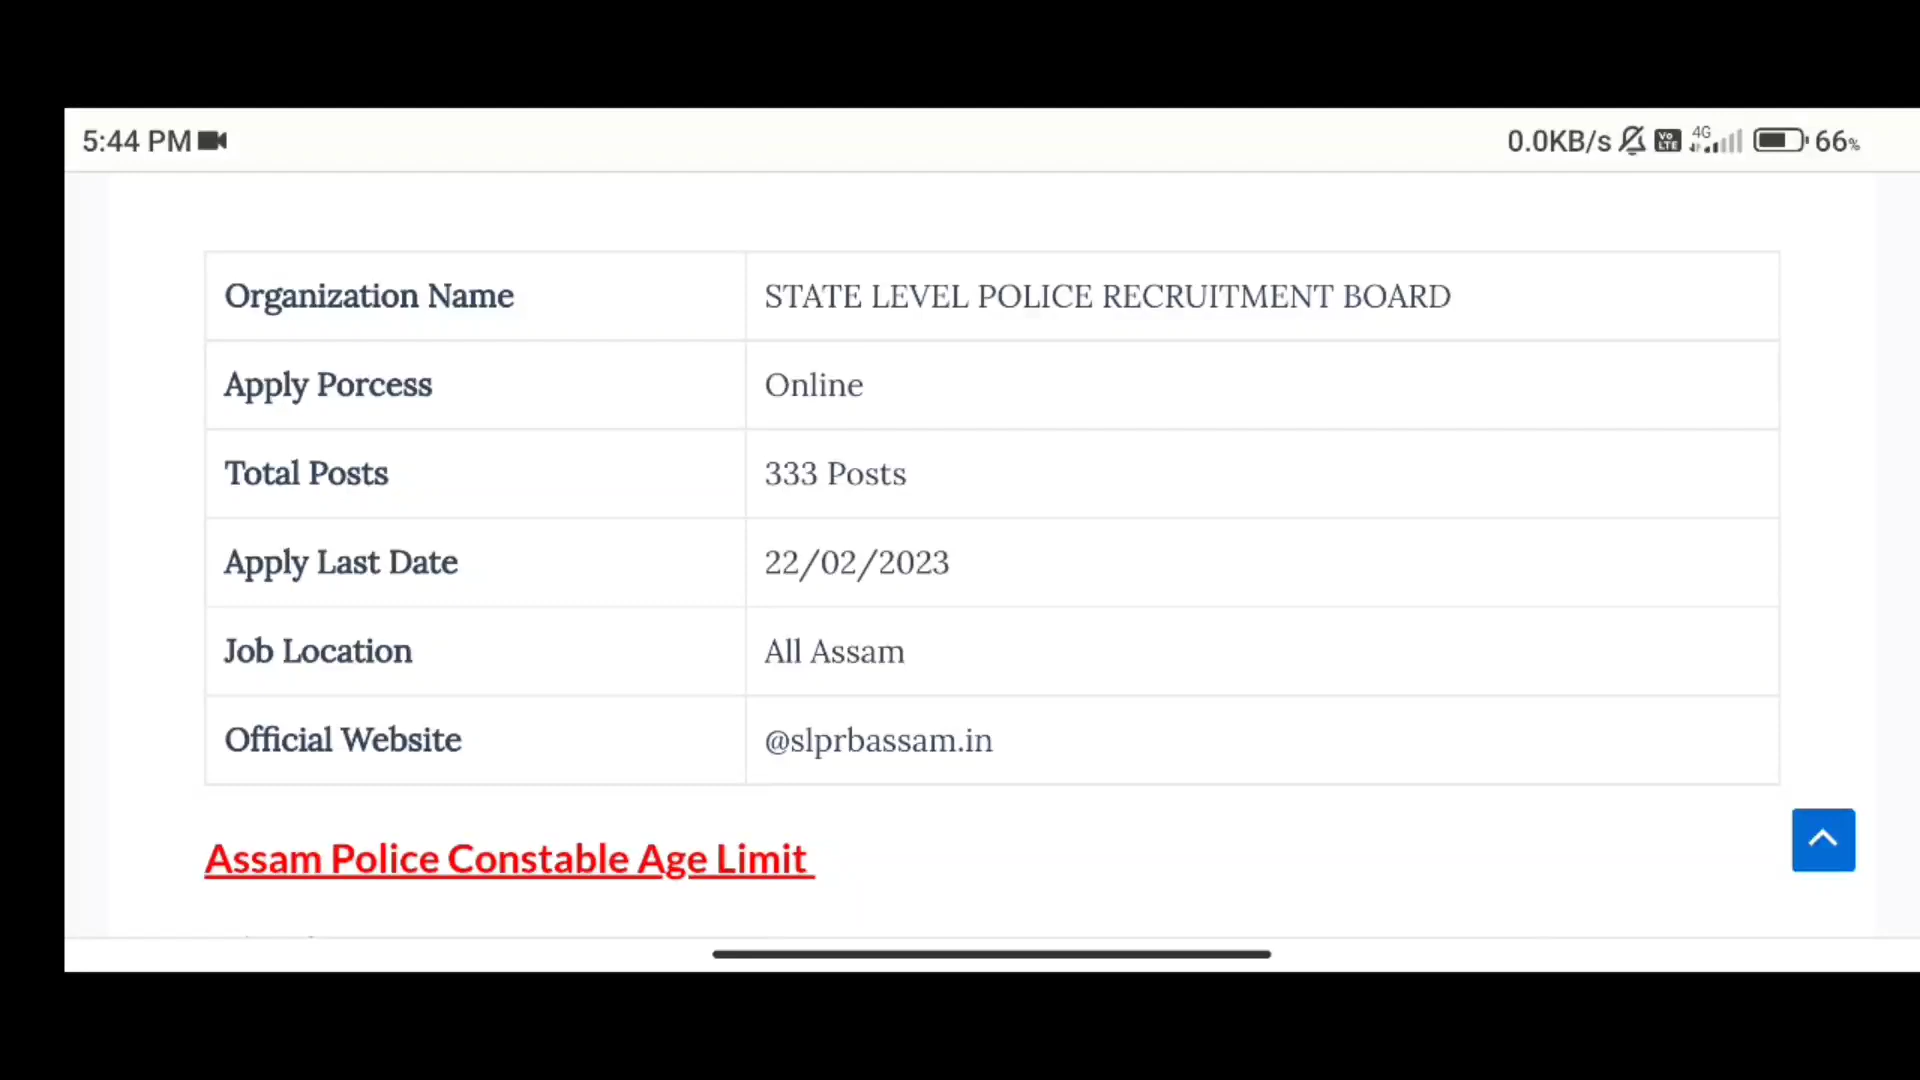 5:44 PM
0.0KB/s Vo LTE 4G 66%
Organization Name STATE LEVEL POLICE RECRUITMENT BOARD
Apply Porcess Online
Total Posts 333 Posts
Apply Last Date 22/02/2023
Job Location All Assam
Official Website @slprbassam.in
Assam Police Constable Age Limit